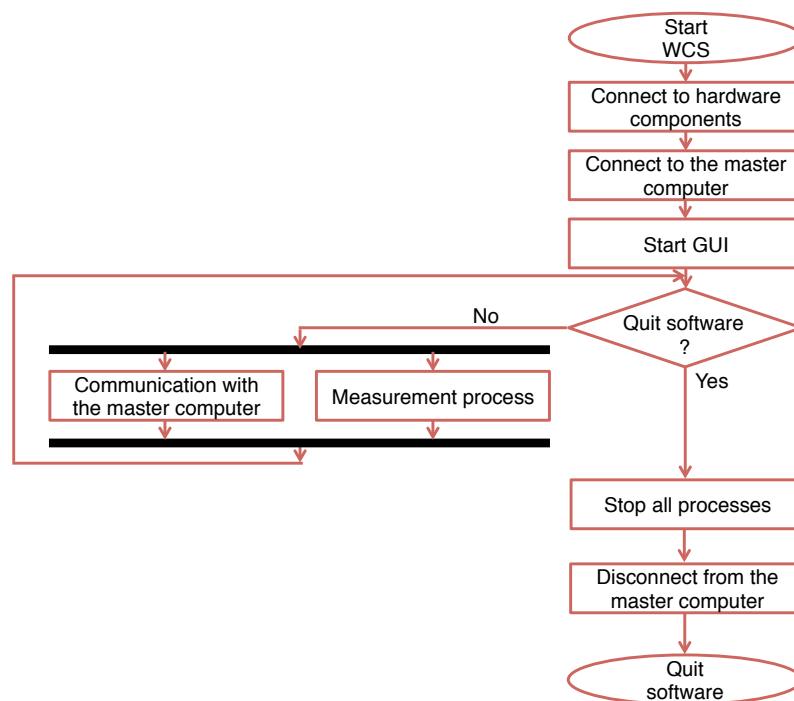 Start
WCS
Connect to hardware
components
Connect to the master
computer
Start GUI
Quit software
?
No
Yes
Communication with
the master computer
Measurement process
Stop all processes
Disconnect from the
master computer
Quit
software